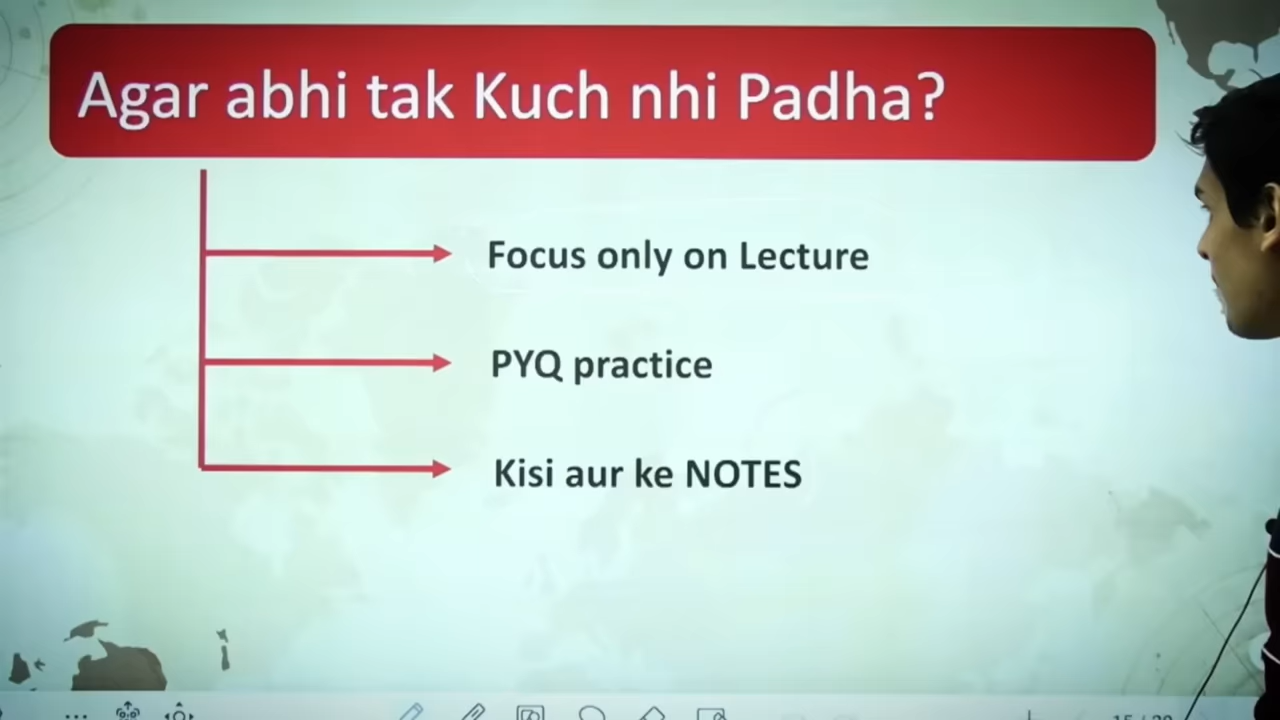 Agar abhi tak Kuch nhi Padha?
Focus only on Lecture
PYQ practice
Kisi aur ke NOTES